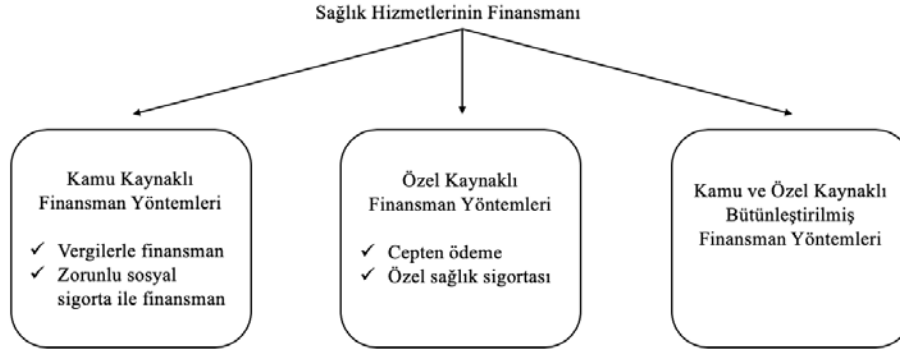 Sağlık Hizmetlerinin Finansmanı
Kamu Kaynaklı
Finansman Yöntemleri
✓ Vergilerle finansman
✓ Zorunlu sosyal
sigorta ile finansman
Özel Kaynaklı
Finansman Yöntemleri
✓ Cepten ödeme
✓ Özel sağlık sigortası
Kamu ve Özel Kaynaklı
Bütünleştirilmiş
Finansman Yöntemleri